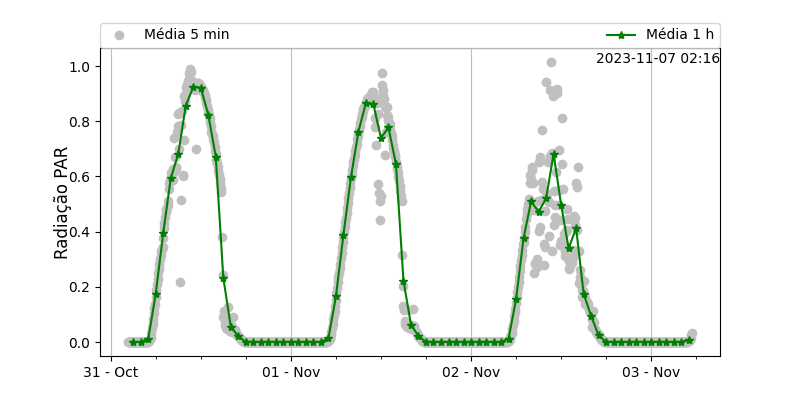 Média 5 min
Média 1 h
2023-11-07 02:16
Radiação PAR
1.0
0.8
0.6
0.4
0.2
0.0
31 - Oct
01 - Nov
02 - Nov
03 - Nov